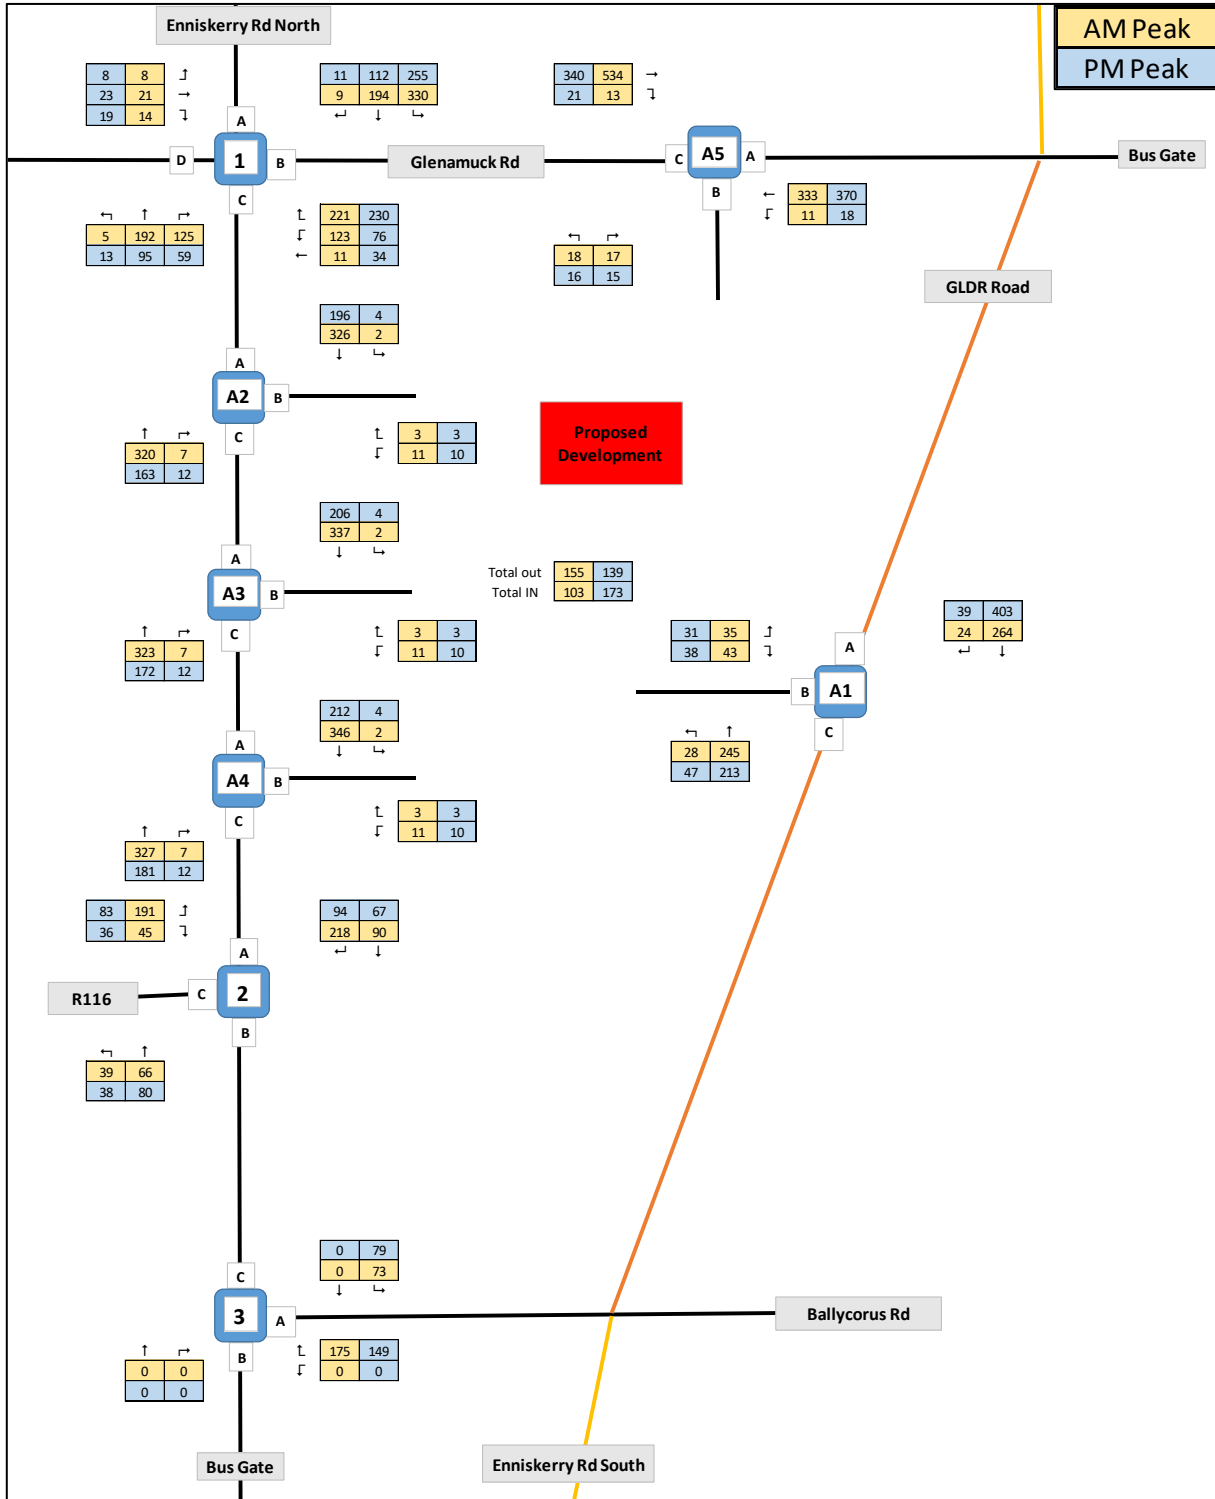 Enniskerry Rd North
AM Peak
PM Peak
8 8 ↱
23 21 →
19 14 ↴
11 112 255
9 194 330
↵ ↓ ↳
340 534 →
21 13 ↴
A
D 1 B
C
Glenamuck Rd
C A5 A
B
Bus Gate
← 333 370
↲ 11 18
↰ ↑ ↱
5 192 125
13 95 59
↰ 221 230
↲ 123 76
← 11 34
↰ ↱
18 17
16 15
GLDR Road
196 4
326 2
↓ ↳
A
A2 B
C
↑ ↱
320 7
163 12
↰ 3 3
↲ 11 10
Proposed
Development
206 4
337 2
↓ ↳
A
A3 B
C
Total out 155 139
Total IN 103 173
↑ ↱
323 7
172 12
↰ 3 3
↲ 11 10
31 35 ↱
38 43 ↴
39 403
24 264
↵ ↓
A
B A1
C
↰ ↑
28 245
47 213
212 4
346 2
↓ ↳
A
A4 B
C
↑ ↱
327 7
181 12
↰ 3 3
↲ 11 10
83 191 ↱
36 45 ↴
94 67
218 90
↵ ↓
A
R116
C 2
B
↰ ↑
39 66
38 80
0 79
0 73
↓ ↳
C
3 A
B
Ballycorus Rd
↑ ↱
0 0
0 0
↰ 175 149
↲ 0 0
Bus Gate
Enniskerry Rd South